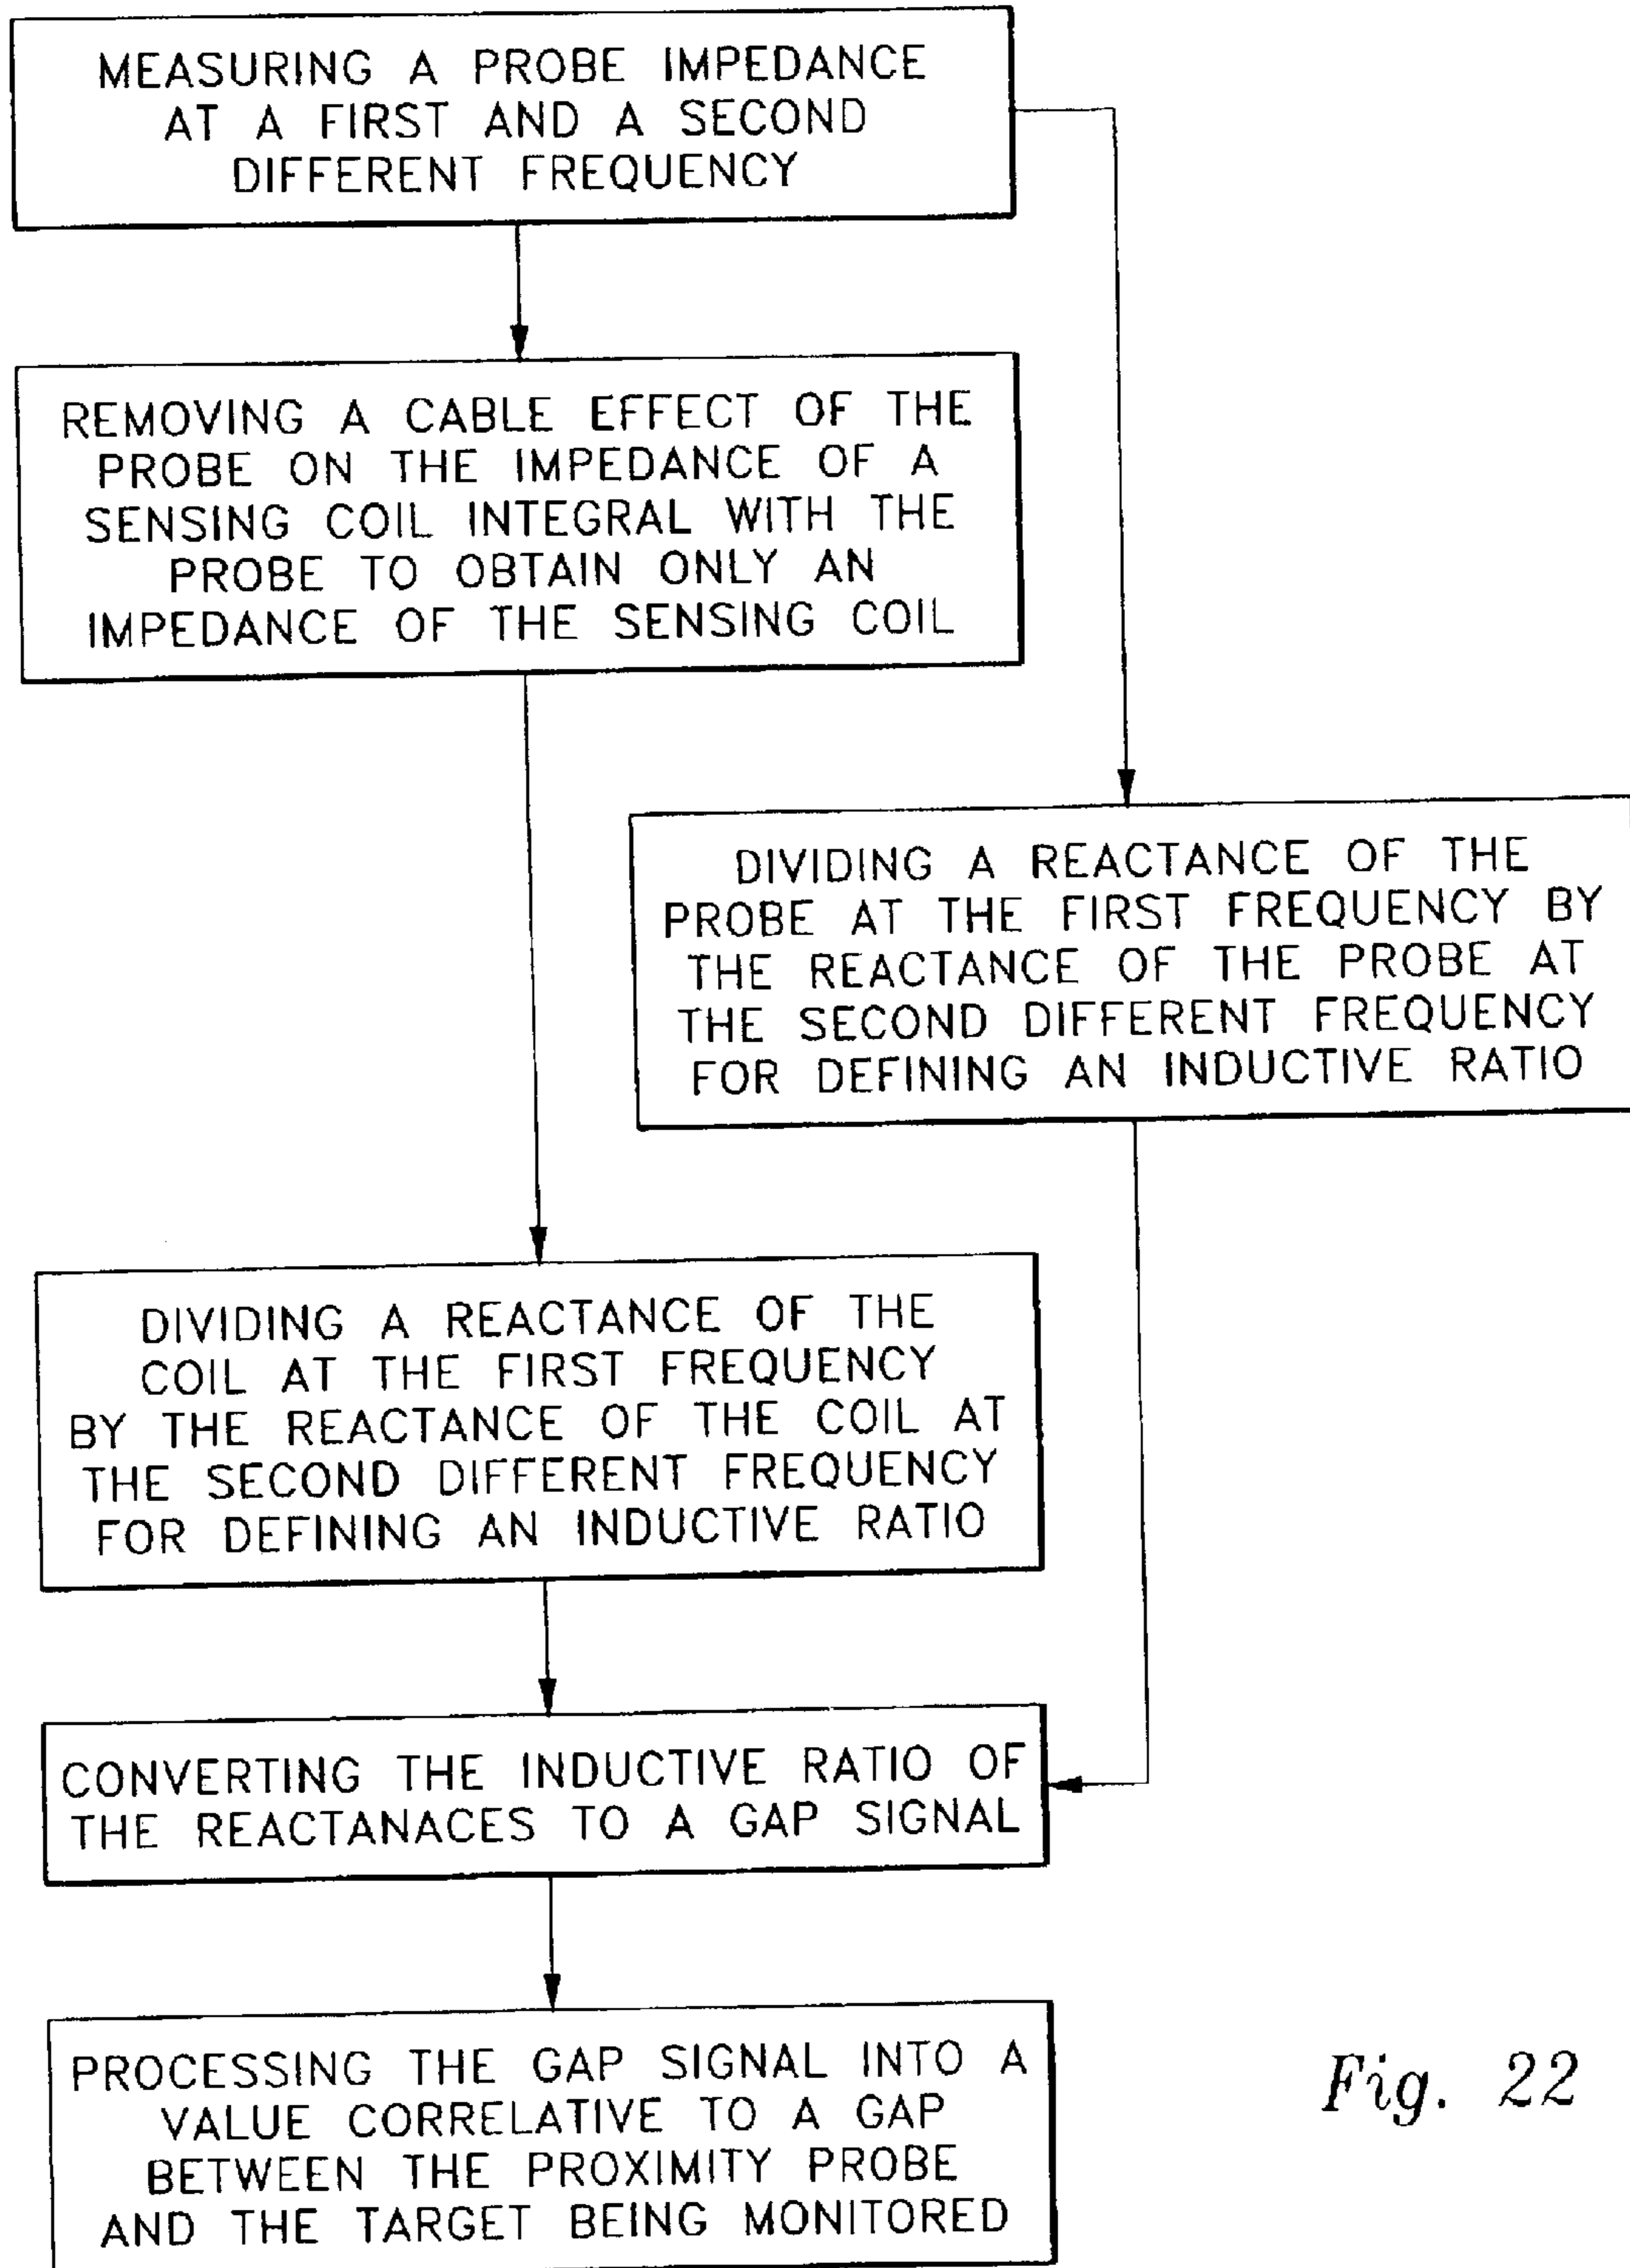 MEASURING A PROBE IMPEDANCE
AT A FIRST AND A SECOND
DIFFERENT FREQUENCY
REMOVING A CABLE EFFECT OF THE
PROBE ON THE IMPEDANCE OF A
SENSING COIL INTEGRAL WITH THE
PROBE TO OBTAIN ONLY AN
IMPEDANCE OF THE SENSING COIL
DIVIDING A REACTANCE OF THE
PROBE AT THE FIRST FREQUENCY BY
THE REACTANCE OF THE PROBE AT
THE SECOND DIFFERENT FREQUENCY
FOR DEFINING AN INDUCTIVE RATIO
DIVIDING A REACTANCE OF THE
COIL AT THE FIRST FREQUENCY
BY THE REACTANCE OF THE COIL AT
THE SECOND DIFFERENT FREQUENCY
FOR DEFINING AN INDUCTIVE RATIO
CONVERTING THE INDUCTIVE RATIO OF
THE REACTANACES TO A GAP SIGNAL
PROCESSING THE GAP SIGNAL INTO A
VALUE CORRELATIVE TO A GAP
BETWEEN THE PROXIMITY PROBE
AND THE TARGET BEING MONITORED
Fig. 22